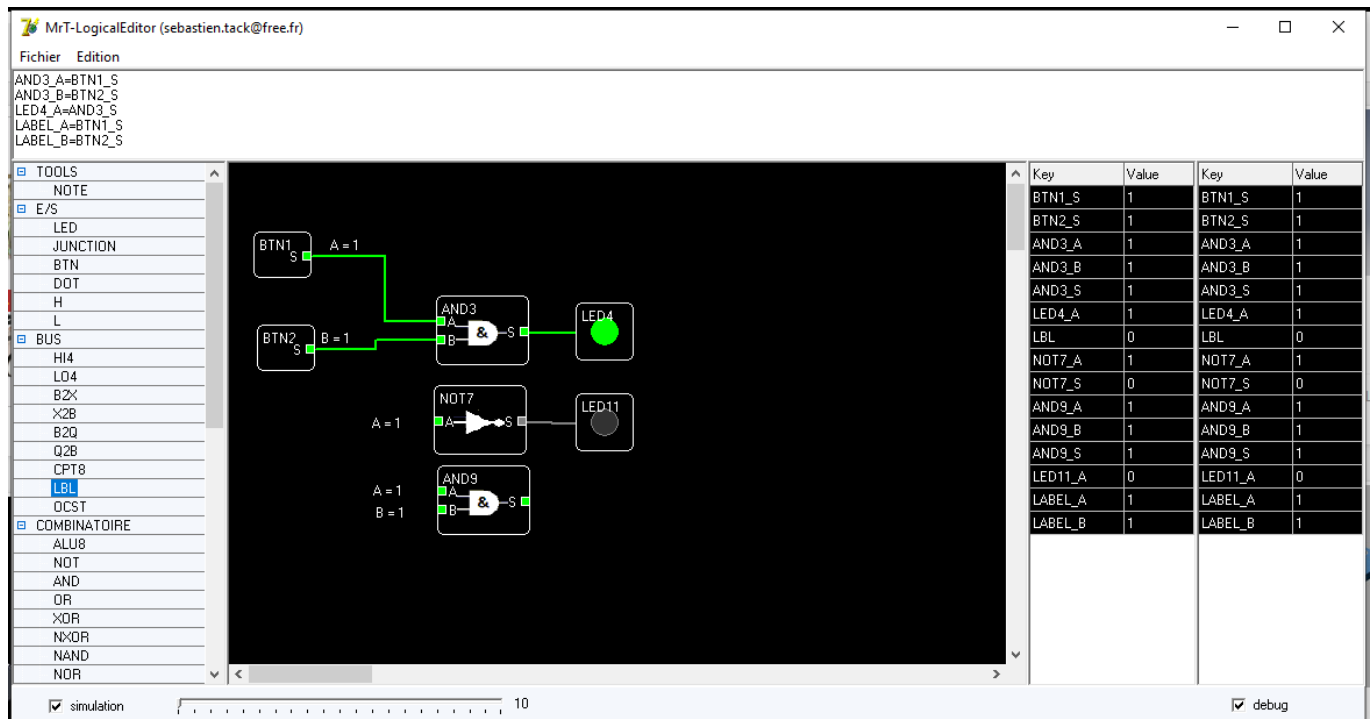 MrT-LogicalEditor (sebastien.tack@free.fr)
Fichier Edition
AND3_A=BTN1_S
AND3_B=BTN2_S
LED4_A=AND3_S
LABEL_A=BTN1_S
LABEL_B=BTN2_S
TOOLS
NOTE
E/S
LED
JUNCTION
BTN
DOT
H
L
BUS
HI4
LO4
B2X
X2B
B2Q
Q2B
CPT8
LBL
OCST
COMBINATOIRE
ALU8
NOT
AND
OR
XOR
NXOR
NAND
NOR
BTN1
S
A = 1
BTN2
S
B = 1
AND3
A
B
&
S
LED4
NOT7
A = 1
A
S
LED11
AND9
A = 1
B = 1
A
B
&
S
Key Value Key Value
BTN1_S 1 BTN1_S 1
BTN2_S 1 BTN2_S 1
AND3_A 1 AND3_A 1
AND3_B 1 AND3_B 1
AND3_S 1 AND3_S 1
LED4_A 1 LED4_A 1
LBL 0 LBL 0
NOT7_A 1 NOT7_A 1
NOT7_S 0 NOT7_S 0
AND9_A 1 AND9_A 1
AND9_B 1 AND9_B 1
AND9_S 1 AND9_S 1
LED11_A 0 LED11_A 0
LABEL_A 1 LABEL_A 1
LABEL_B 1 LABEL_B 1
simulation 10 debug